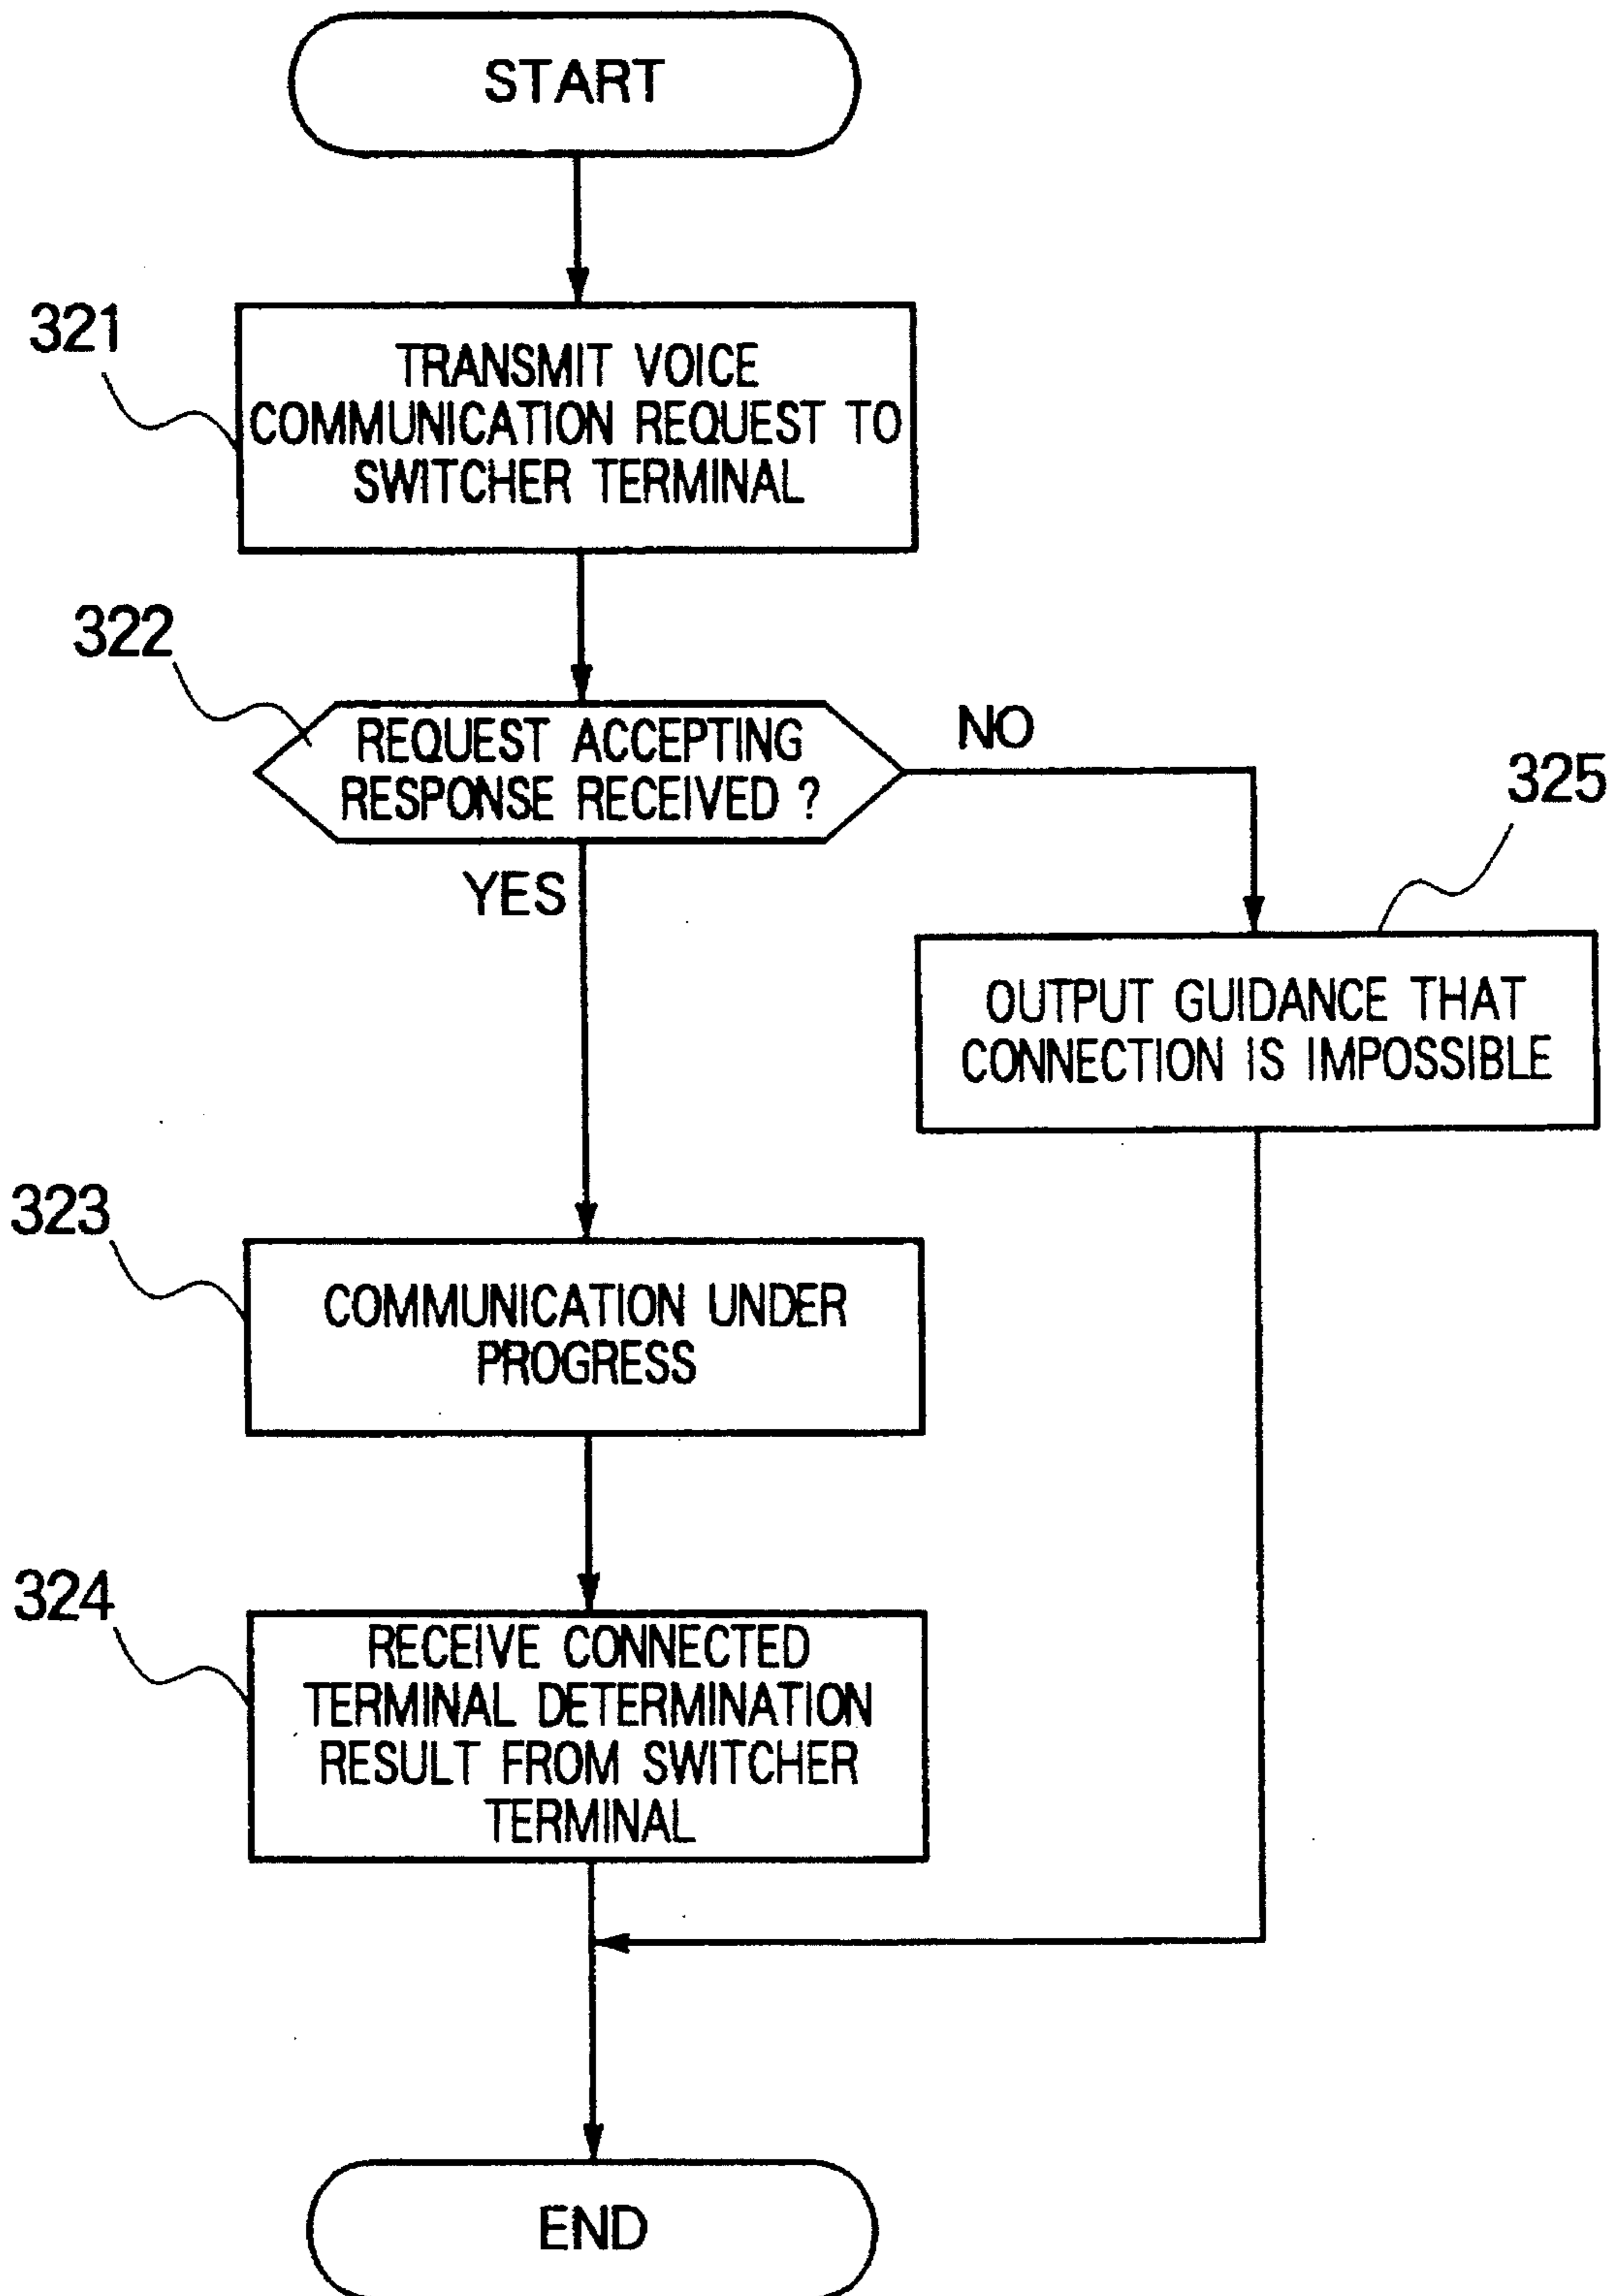 START
321
TRANSMIT VOICE
COMMUNICATION REQUEST TO
SWITCHER TERMINAL
322
REQUEST ACCEPTING
RESPONSE RECEIVED ?
NO
YES
325
OUTPUT GUIDANCE THAT
CONNECTION IS IMPOSSIBLE
323
COMMUNICATION UNDER
PROGRESS
324
RECEIVE CONNECTED
TERMINAL DETERMINATION
RESULT FROM SWITCHER
TERMINAL
END